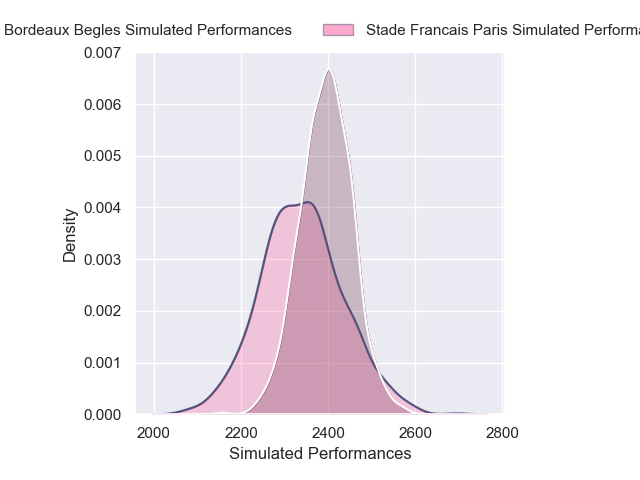 Bordeaux Begles Simulated Performances
Stade Francais Paris Simulated Performa
0.007
0.006
0.005
0.004
0.003
0.002
0.001
0.000
Density
2000 2200 2400 2600 2800
Simulated Performances